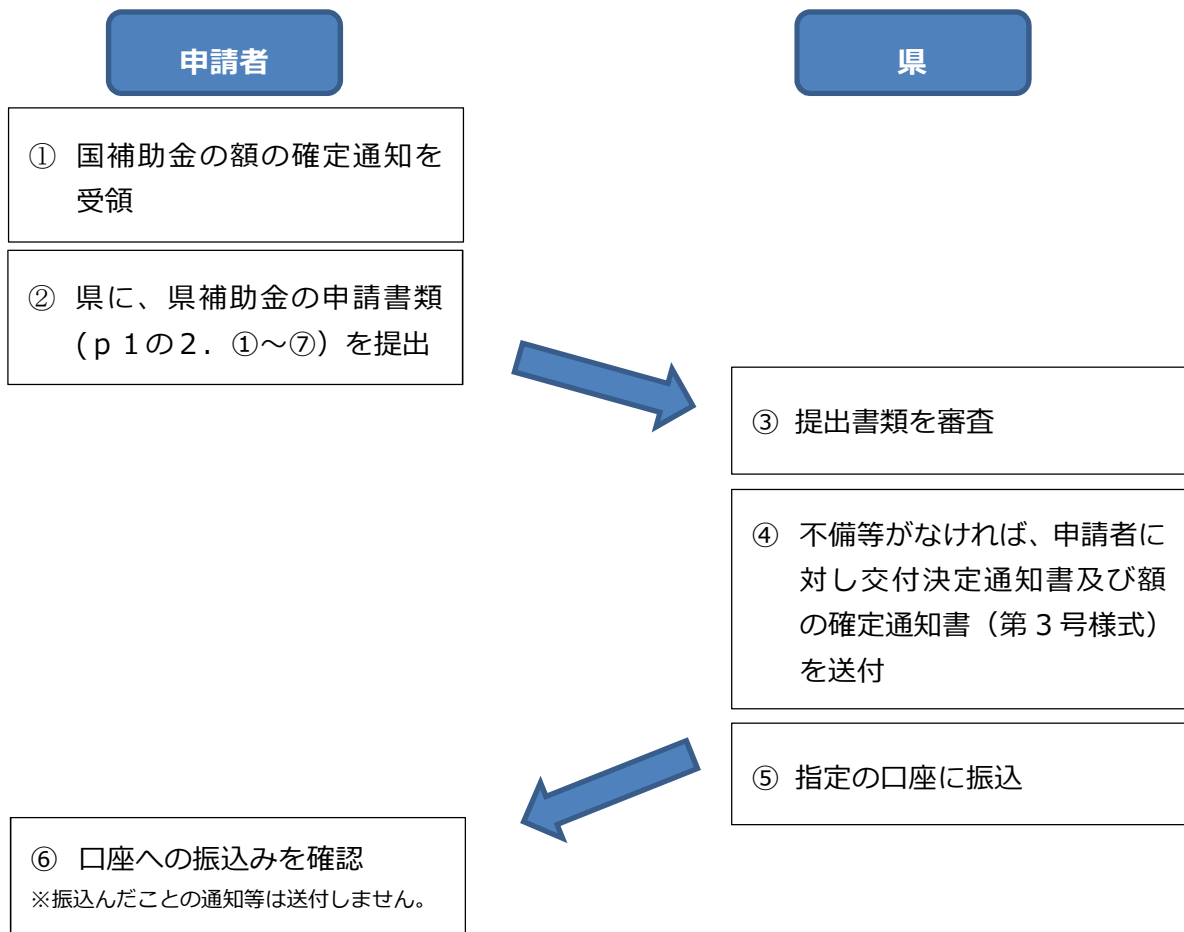 申請者
県
① 国補助金の額の確定通知を
受領
② 県に、県補助金の申請書類
(ｐ１の２．①～⑦）を提出
③ 提出書類を審査
④ 不備等がなければ、申請者に
対し交付決定通知書及び額
の確定通知書（第３号様式）
を送付
⑤ 指定の口座に振込
⑥ 口座への振込みを確認
※振込んだことの通知等は送付しません。